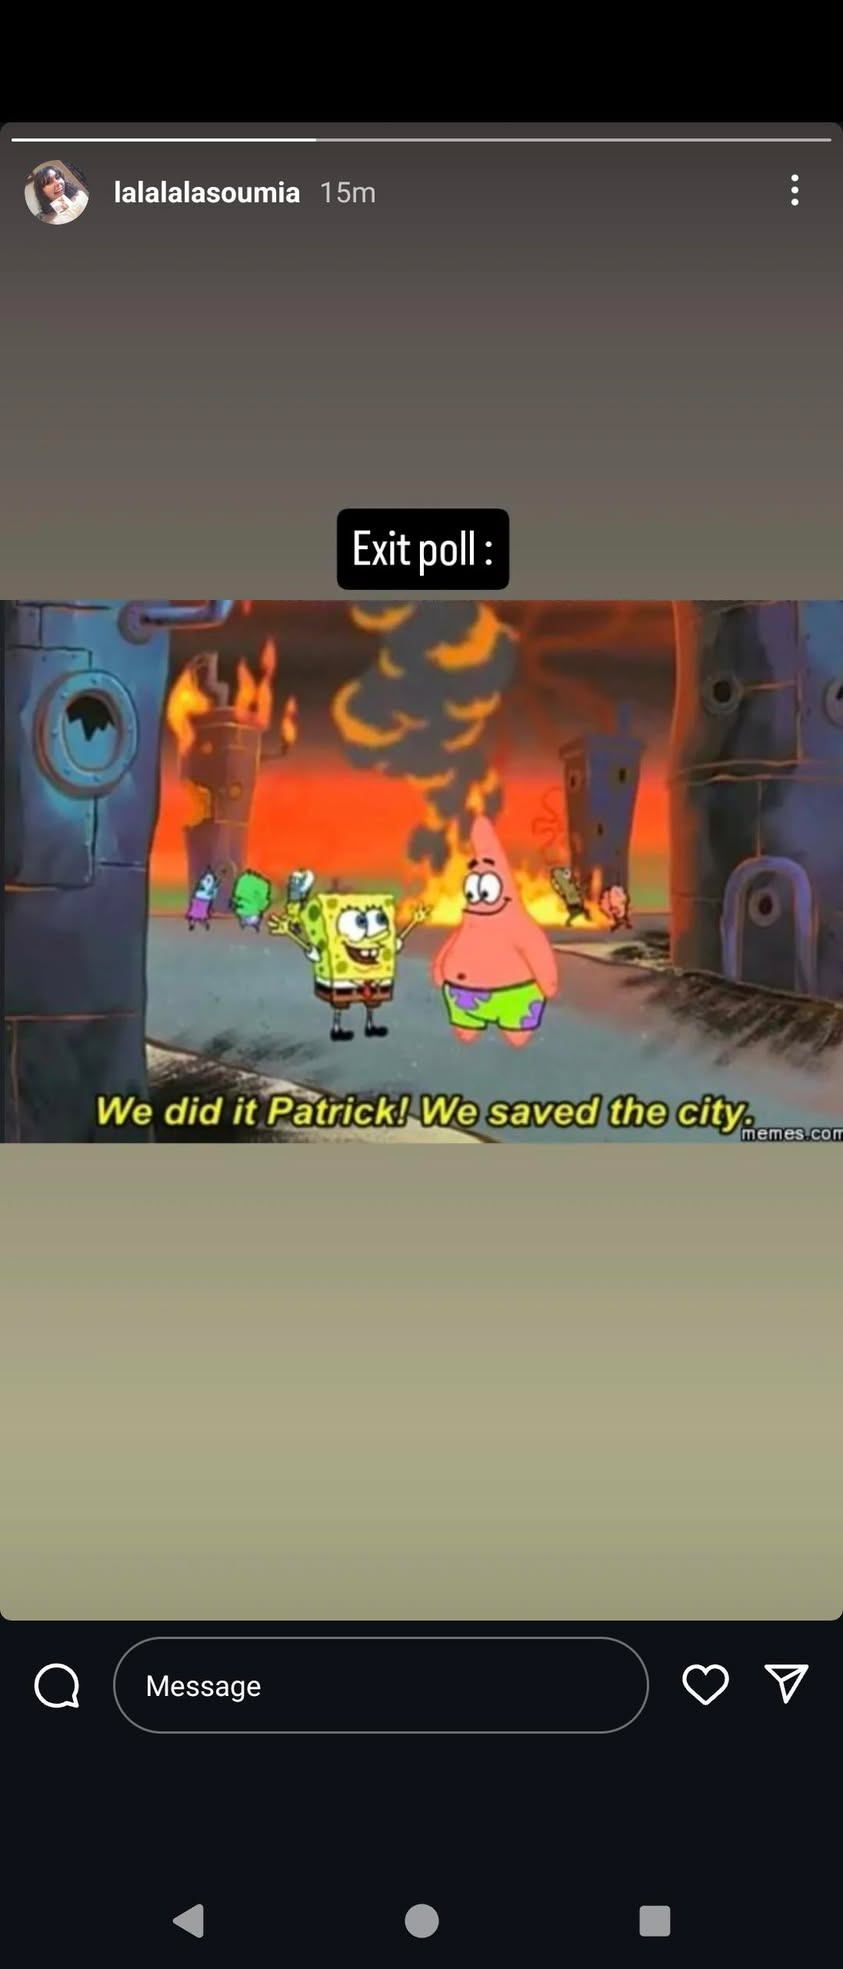 lalalalasoumia 15m
Exit poll :
We did it Patrick! We saved the city.
memes.com
Message